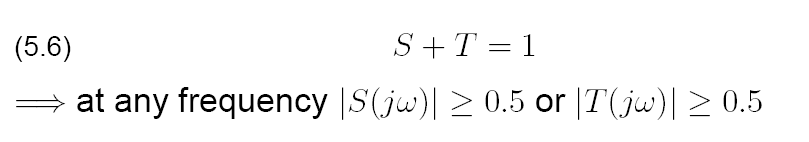 (5.6) S + T = 1
⟹ at any frequency |S(jω)| ≥ 0.5 or |T(jω)| ≥ 0.5